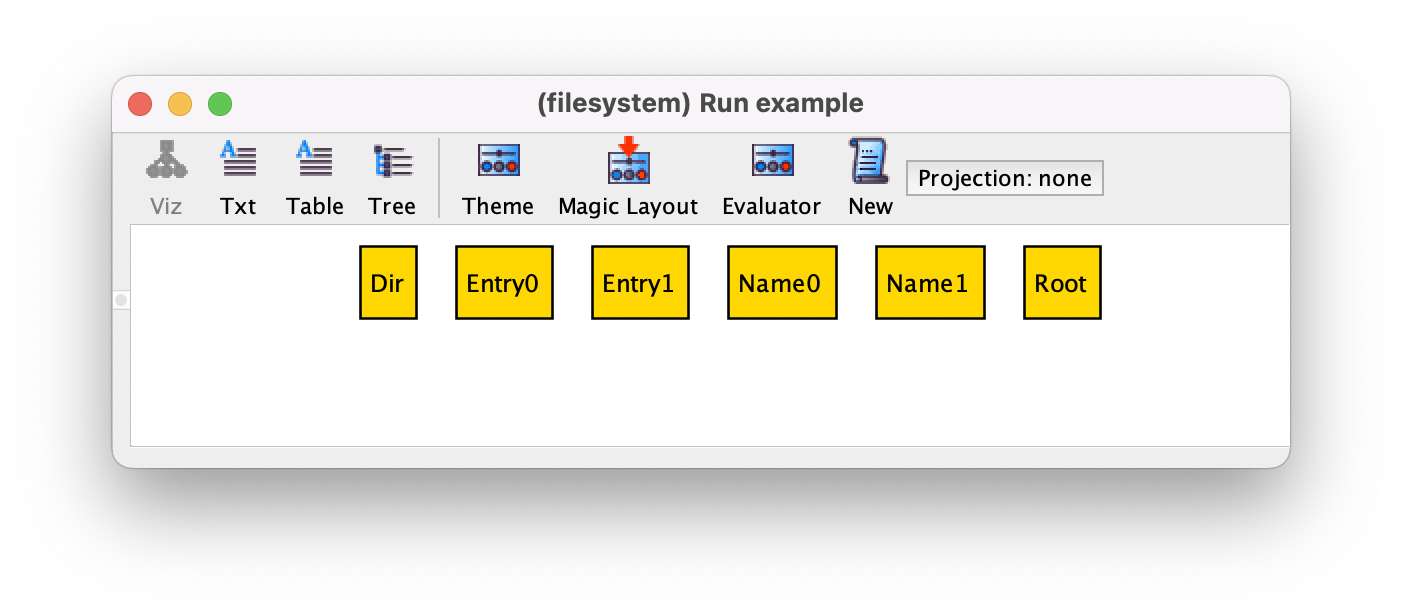 (filesystem) Run example
Viz Txt Table Tree Theme Magic Layout Evaluator New Projection: none
Dir Entry0 Entry1 Name0 Name1 Root